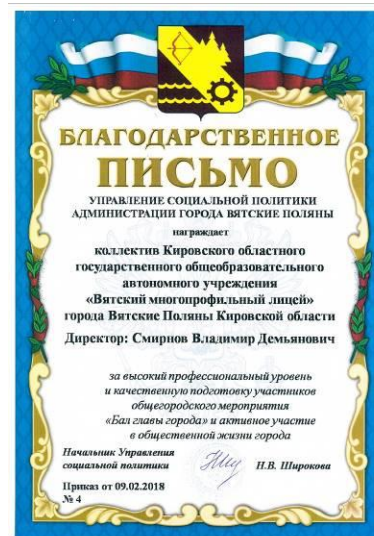 БЛАГОДАРСТВЕННОЕ
ПИСЬМО
УПРАВЛЕНИЕ СОЦИАЛЬНОЙ ПОЛИТИКИ
АДМИНИСТРАЦИИ ГОРОДА ВЯТСКИЕ ПОЛЯНЫ
награждает
коллектив Кировского областного
государственного общеобразовательного
автономного учреждения
«Вятский многопрофильный лицей»
города Вятские Поляны Кировской области
Директор: Смирнов Владимир Демьянович
за высокий профессиональный уровень
и качественную подготовку участников
общегородского мероприятия
«Бал главы города» и активное участие
в общественной жизни города
Начальник Управления
социальной политики Н.В. Широкова
Приказ от 09.02.2018
№ 4